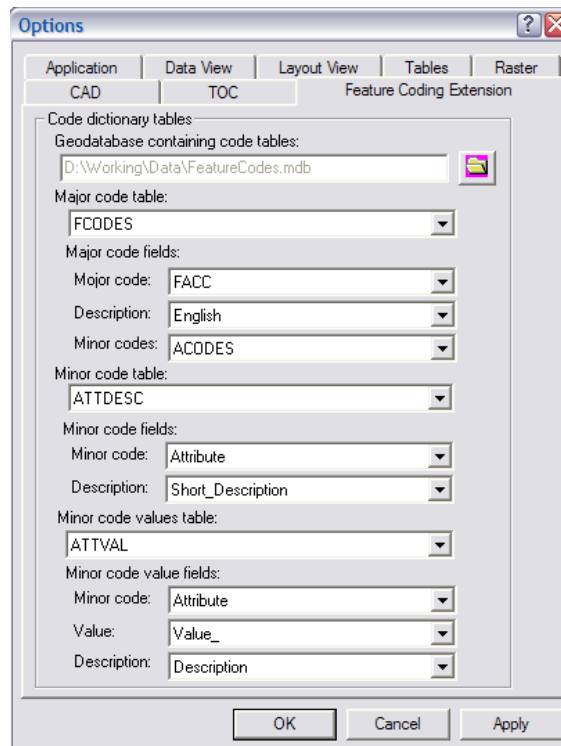 Options
Application Data View Layout View Tables Raster
CAD TOC Feature Coding Extension
Code dictionary tables
Geodatabase containing code tables:
D:\Working\Data\FeatureCodes.mdb
Major code table:
FCODES
Major code fields:
Mojor code: FACC
Description: English
Minor codes: ACODES
Minor code table:
ATTDESC
Minor code fields:
Minor code: Attribute
Description: Short_Description
Minor code values table:
ATTVAL
Minor code value fields:
Minor code: Attribute
Value: Value_
Description: Description
OK Cancel Apply